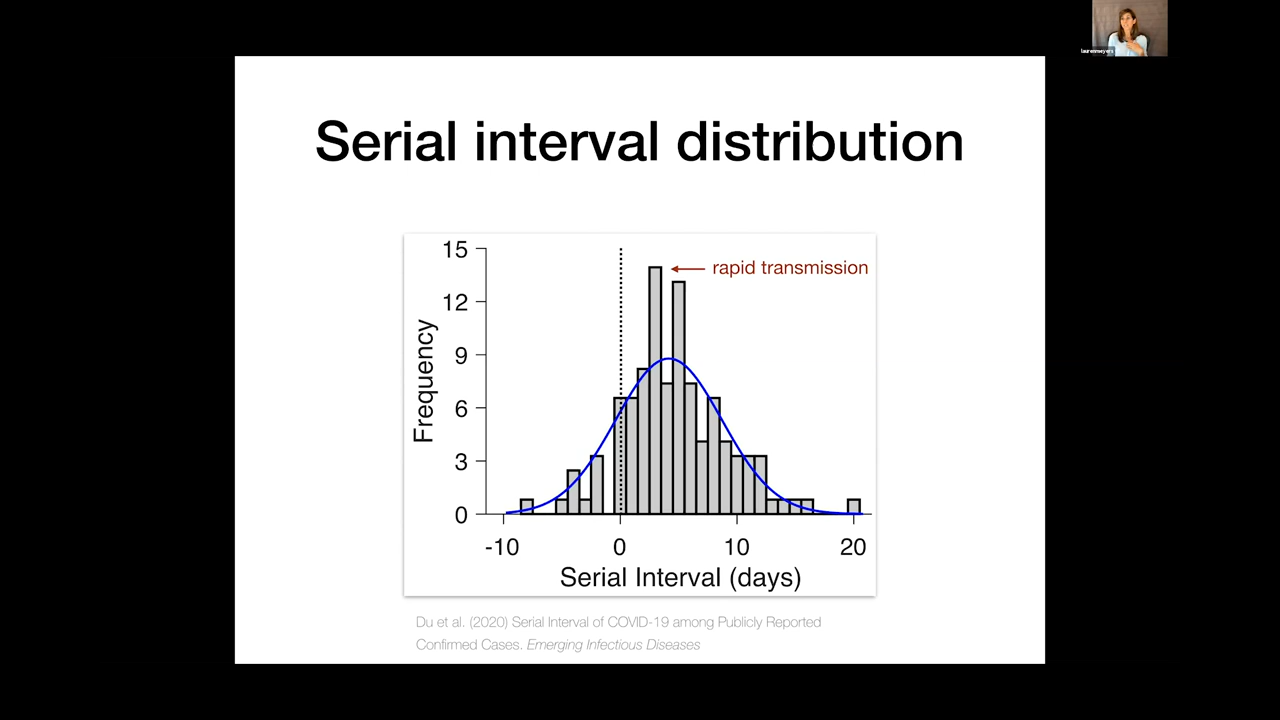 laurenmeyers
Serial interval distribution
15
12
9
6
3
0
Frequency
rapid transmission
-10 0 10 20
Serial Interval (days)
Du et al. (2020) Serial Interval of COVID-19 among Publicly Reported
Confirmed Cases. Emerging Infectious Diseases